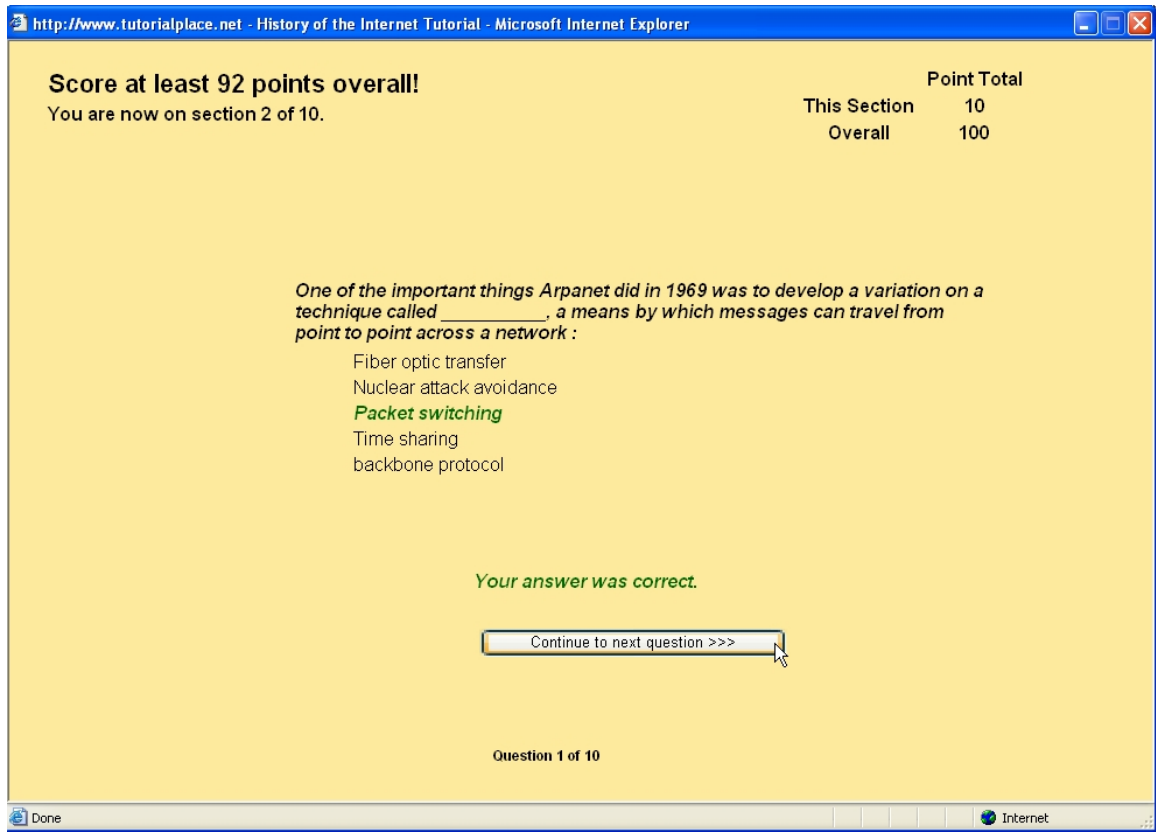 http://www.tutorialplace.net - History of the Internet Tutorial - Microsoft Internet Explorer
Score at least 92 points overall!
You are now on section 2 of 10.
Point Total
This Section 10
Overall 100
One of the important things Arpanet did in 1969 was to develop a variation on a
technique called __________, a means by which messages can travel from
point to point across a network :
Fiber optic transfer
Nuclear attack avoidance
Packet switching
Time sharing
backbone protocol
Your answer was correct.
Continue to next question >>>
Question 1 of 10
Done
Internet